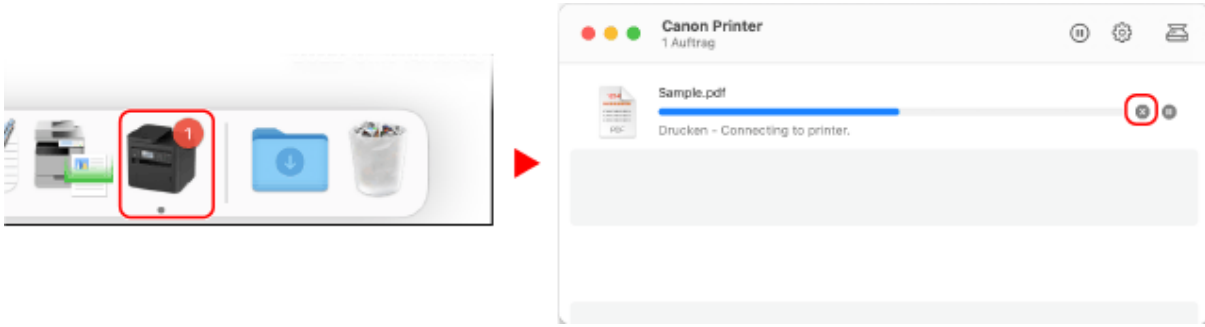 1
Canon Printer
1 Auftrag
Sample.pdf
PDF
Drucken - Connecting to printer.